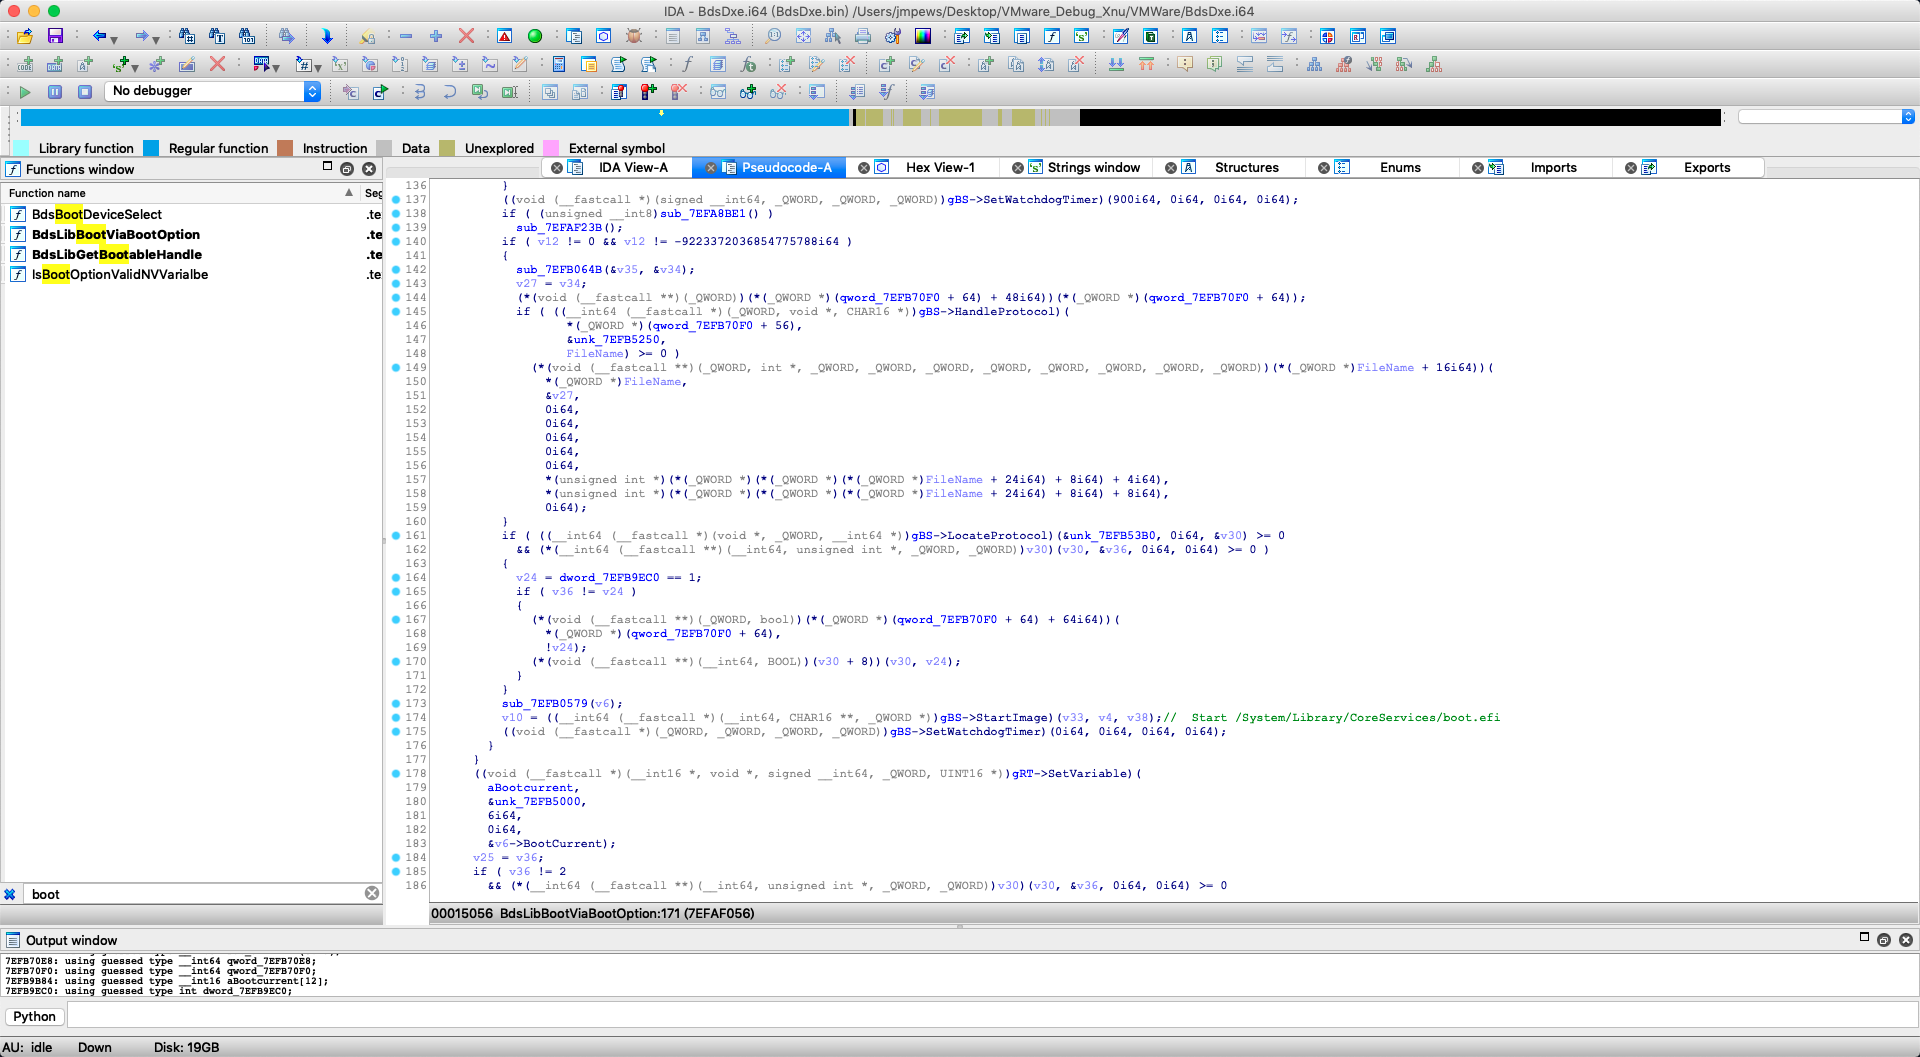 IDA - BdsDxe.i64 (BdsDxe.bin) /Users/jmpews/Desktop/VMware_Debug_Xnu/VMWare/BdsDxe.i64
No debugger
Library function Regular function Instruction Data Unexplored External symbol
Functions window
Function name Seg
BdsBootDeviceSelect .te
BdsLibBootViaBootOption .te
BdsLibGetBootableHandle .te
IsBootOptionValidNVVarialbe .te
boot
IDA View-A Pseudocode-A Hex View-1 Strings window Structures Enums Imports Exports
136 }
137 ((void (__fastcall *)(signed __int64, _QWORD, _QWORD, _QWORD))gBS->SetWatchdogTimer)(900i64, 0i64, 0i64, 0i64);
138 if ( (unsigned __int8)sub_7EFA8BE1() )
139 sub_7EFAF23B();
140 if ( v12 != 0 && v12 != -9223372036854775788i64 )
141 {
142 sub_7EFB064B(&v35, &v34);
143 v27 = v34;
144 (*(void (__fastcall **)(_QWORD))(*(_QWORD *)(qword_7EFB70F0 + 64) + 48i64))(*(_QWORD *)(qword_7EFB70F0 + 64));
145 if ( ((__int64 (__fastcall *)(_QWORD, void *, CHAR16 *))gBS->HandleProtocol)(
146 *(_QWORD *)(qword_7EFB70F0 + 56),
147 &unk_7EFB5250,
148 FileName) >= 0 )
149 (*(void (__fastcall **)(_QWORD, int *, _QWORD, _QWORD, _QWORD, _QWORD, _QWORD, _QWORD, _QWORD, _QWORD))(*(_QWORD *)FileName + 16i64))(
150 *(_QWORD *)FileName,
151 &v27,
152 0i64,
153 0i64,
154 0i64,
155 0i64,
156 0i64,
157 *(unsigned int *)(*(_QWORD *)(*(_QWORD *)(*(_QWORD *)FileName + 24i64) + 8i64) + 4i64),
158 *(unsigned int *)(*(_QWORD *)(*(_QWORD *)(*(_QWORD *)FileName + 24i64) + 8i64) + 8i64),
159 0i64);
160 }
161 if ( ((__int64 (__fastcall *)(void *, _QWORD, __int64 *))gBS->LocateProtocol)(&unk_7EFB53B0, 0i64, &v30) >= 0
162 && (*(__int64 (__fastcall **)(__int64, unsigned int *, _QWORD, _QWORD))v30)(v30, &v36, 0i64, 0i64) >= 0 )
163 {
164 v24 = dword_7EFB9EC0 == 1;
165 if ( v36 != v24 )
166 {
167 (*(void (__fastcall **)(_QWORD, bool))(*(_QWORD *)(qword_7EFB70F0 + 64) + 64i64))(
168 *(_QWORD *)(qword_7EFB70F0 + 64),
169 !v24);
170 (*(void (__fastcall **)(__int64, BOOL))(v30 + 8))(v30, v24);
171 }
172 }
173 sub_7EFB0579(v6);
174 v10 = ((__int64 (__fastcall *)(__int64, CHAR16 **, _QWORD *))gBS->StartImage)(v33, v4, v38);// Start /System/Library/CoreServices/boot.efi
175 ((void (__fastcall *)(_QWORD, _QWORD, _QWORD, _QWORD))gBS->SetWatchdogTimer)(0i64, 0i64, 0i64, 0i64);
176 }
177 }
178 ((void (__fastcall *)(__int16 *, void *, signed __int64, _QWORD, UINT16 *))gRT->SetVariable)(
179 aBootcurrent,
180 &unk_7EFB5000,
181 6i64,
182 0i64,
183 &v6->BootCurrent);
184 v25 = v36;
185 if ( v36 != 2
186 && (*(__int64 (__fastcall **)(__int64, unsigned int *, _QWORD, _QWORD))v30)(v30, &v36, 0i64, 0i64) >= 0
00015056 BdsLibBootViaBootOption:171 (7EFAF056)
Output window
7EFB70E8: using guessed type __int64 qword_7EFB70E8;
7EFB70F0: using guessed type __int64 qword_7EFB70F0;
7EFB9B84: using guessed type __int16 aBootcurrent[12];
7EFB9EC0: using guessed type int dword_7EFB9EC0;
Python
AU: idle Down Disk: 19GB